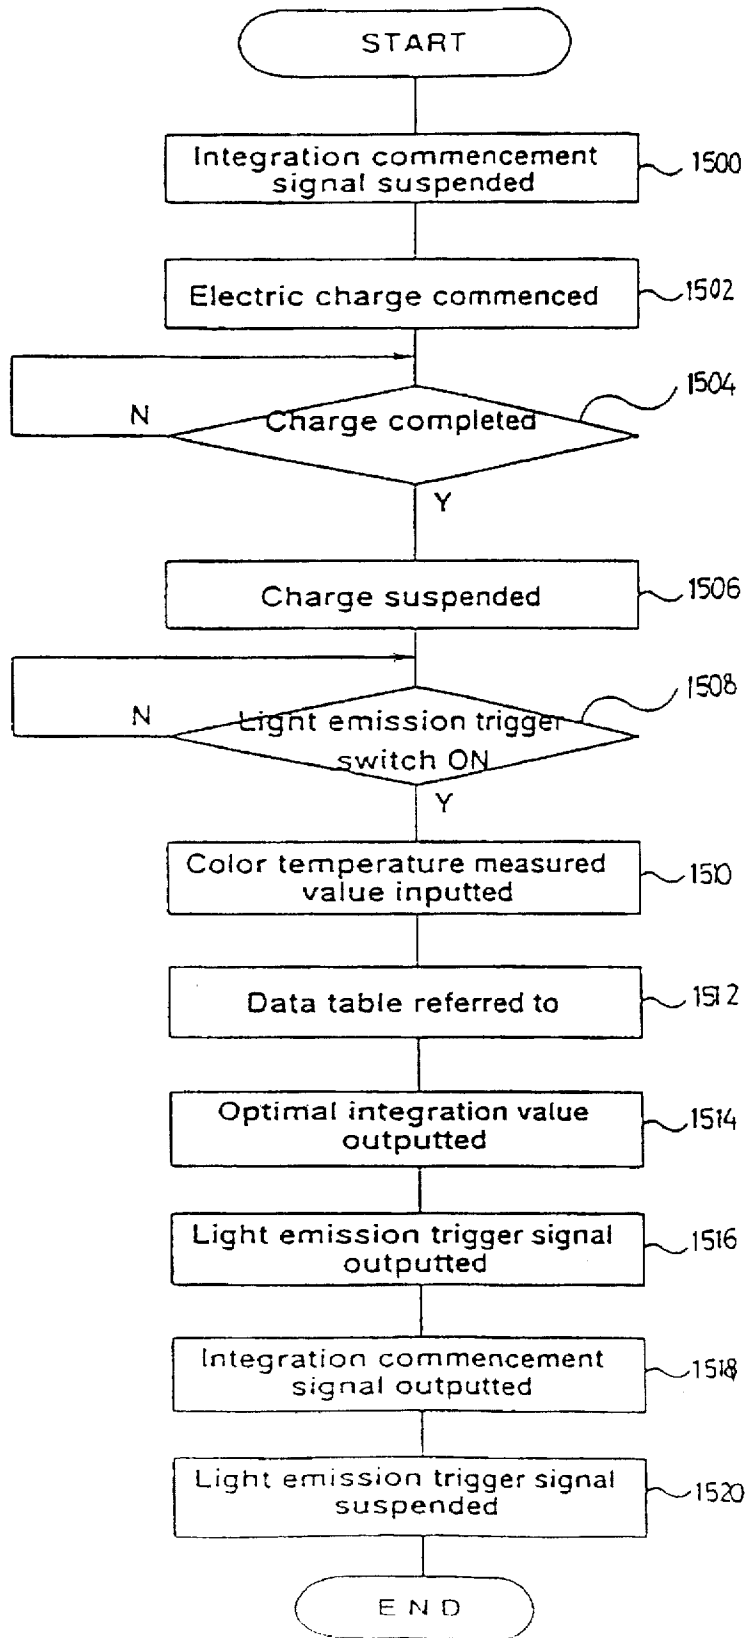 START
Integration commencement
signal suspended
1500
Electric charge commenced
1502
1504
Charge completed
N
Y
Charge suspended
1506
1508
Light emission trigger
switch ON
N
Y
Color temperature measured
value inputted
1510
Data table referred to
1512
Optimal integration value
outputted
1514
Light emission trigger signal
outputted
1516
Integration commencement
signal outputted
1518
Light emission trigger signal
suspended
1520
END